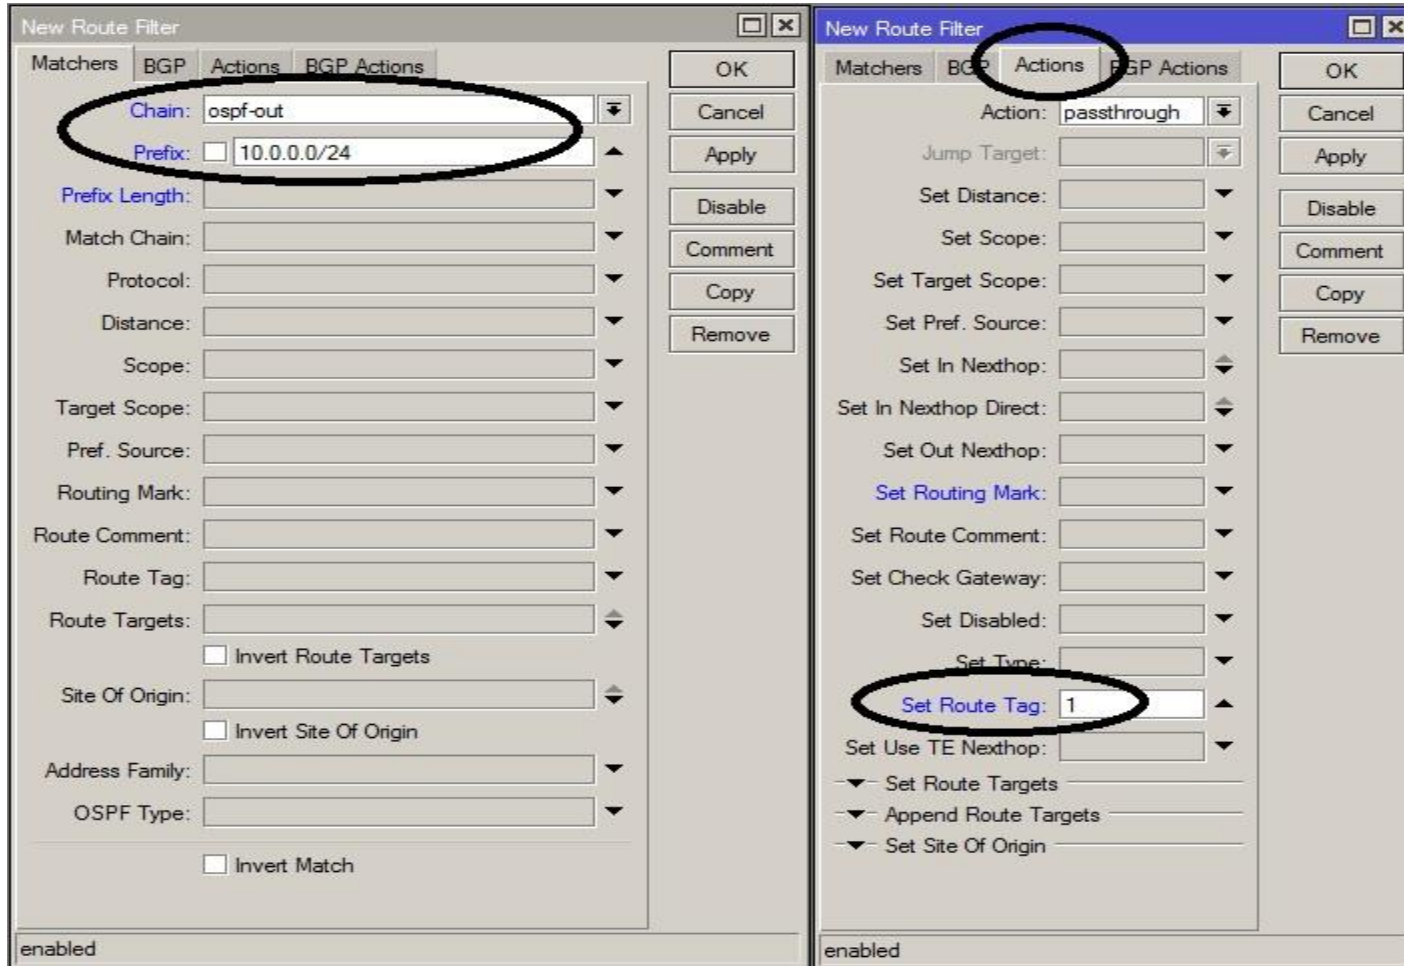 New Route Filter
Matchers BGP Actions BGP Actions
Chain: ospf-out
Prefix: 10.0.0.0/24
Prefix Length:
Match Chain:
Protocol:
Distance:
Scope:
Target Scope:
Pref. Source:
Routing Mark:
Route Comment:
Route Tag:
Route Targets:
Invert Route Targets
Site Of Origin:
Invert Site Of Origin
Address Family:
OSPF Type:
Invert Match
OK
Cancel
Apply
Disable
Comment
Copy
Remove
enabled
New Route Filter
Matchers BGP Actions BGP Actions
Action: passthrough
Jump Target:
Set Distance:
Set Scope:
Set Target Scope:
Set Pref. Source:
Set In Nexthop:
Set In Nexthop Direct:
Set Out Nexthop:
Set Routing Mark:
Set Route Comment:
Set Check Gateway:
Set Disabled:
Set Type:
Set Route Tag: 1
Set Use TE Nexthop:
Set Route Targets
Append Route Targets
Set Site Of Origin
OK
Cancel
Apply
Disable
Comment
Copy
Remove
enabled